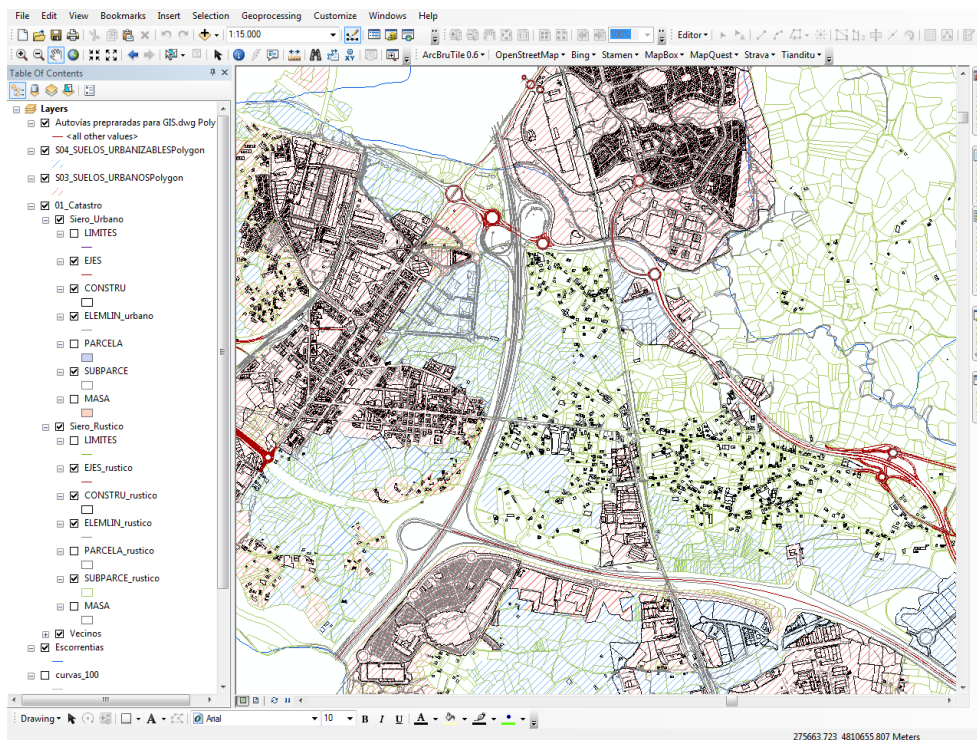 File Edit View Bookmarks Insert Selection Geoprocessing Customize Windows Help
1:15.000 100% Editor
ArcBruTile 0.6 OpenStreetMap Bing Stamen MapBox MapQuest Strava Tianditu
Table Of Contents
Layers
Autovías prepraradas para GIS.dwg Poly
<all other values>
S04_SUELOS_URBANIZABLESPolygon
S03_SUELOS_URBANOSPolygon
01_Catastro
Siero_Urbano
LIMITES
EJES
CONSTRU
ELEMLIN_urbano
PARCELA
SUBPARCE
MASA
Siero_Rustico
LIMITES
EJES_rustico
CONSTRU_rustico
ELEMLIN_rustico
PARCELA_rustico
SUBPARCE_rustico
MASA
Vecinos
Escorrentias
curvas_100
Drawing A Arial 10 B I U A
275663.723 4810655.807 Meters